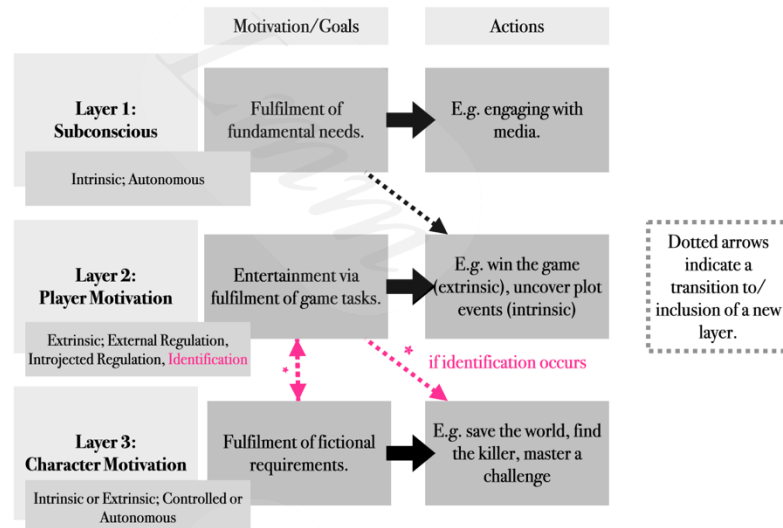 Motivation/Goals
Actions
Layer 1:
Subconscious
Intrinsic; Autonomous
Fulfilment of
fundamental needs.
E.g. engaging with
media.
Layer 2:
Player Motivation
Extrinsic; External Regulation,
Introjected Regulation, Identification
Entertainment via
fulfilment of game tasks.
E.g. win the game
(extrinsic), uncover plot
events (intrinsic)
Dotted arrows
indicate a
transition to/
inclusion of a new
layer.
*
* if identification occurs
Layer 3:
Character Motivation
Intrinsic or Extrinsic; Controlled or
Autonomous
Fulfilment of fictional
requirements.
E.g. save the world, find
the killer, master a
challenge